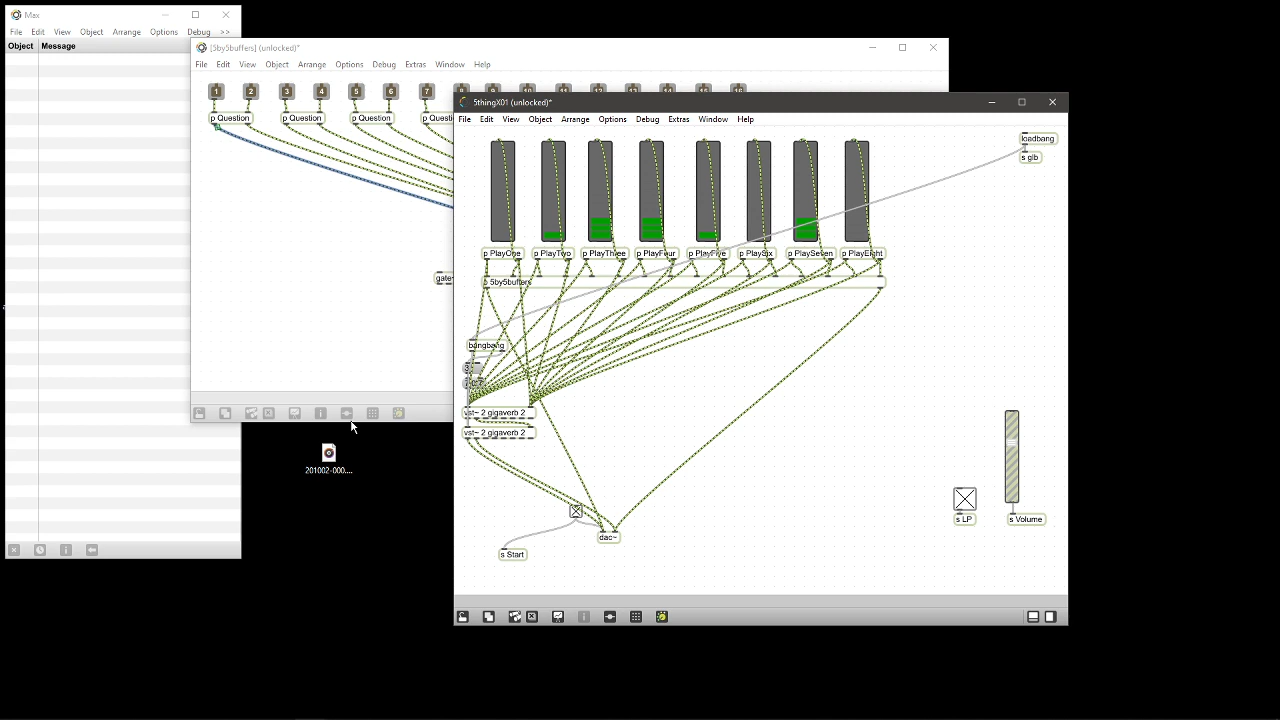 Max
File Edit View Object Arrange Options Debug >>
Object Message
[5by5buffers] (unlocked)*
File Edit View Object Arrange Options Debug Extras Window Help
1 2 3 4 5 6 7
p Question p Question p Question
5thingX01 (unlocked)*
File Edit View Object Arrange Options Debug Extras Window Help
loadbang
s glb
p PlayOne p PlayTwo p PlayThree p PlayFour p PlayFive p PlaySix p PlaySeven p PlayEight
p 5by5buffers
gate~
bangbang
vst~ 2 gigaverb 2
vst~ 2 gigaverb 2
201002-000....
s LP s Volume
dac~
s Start